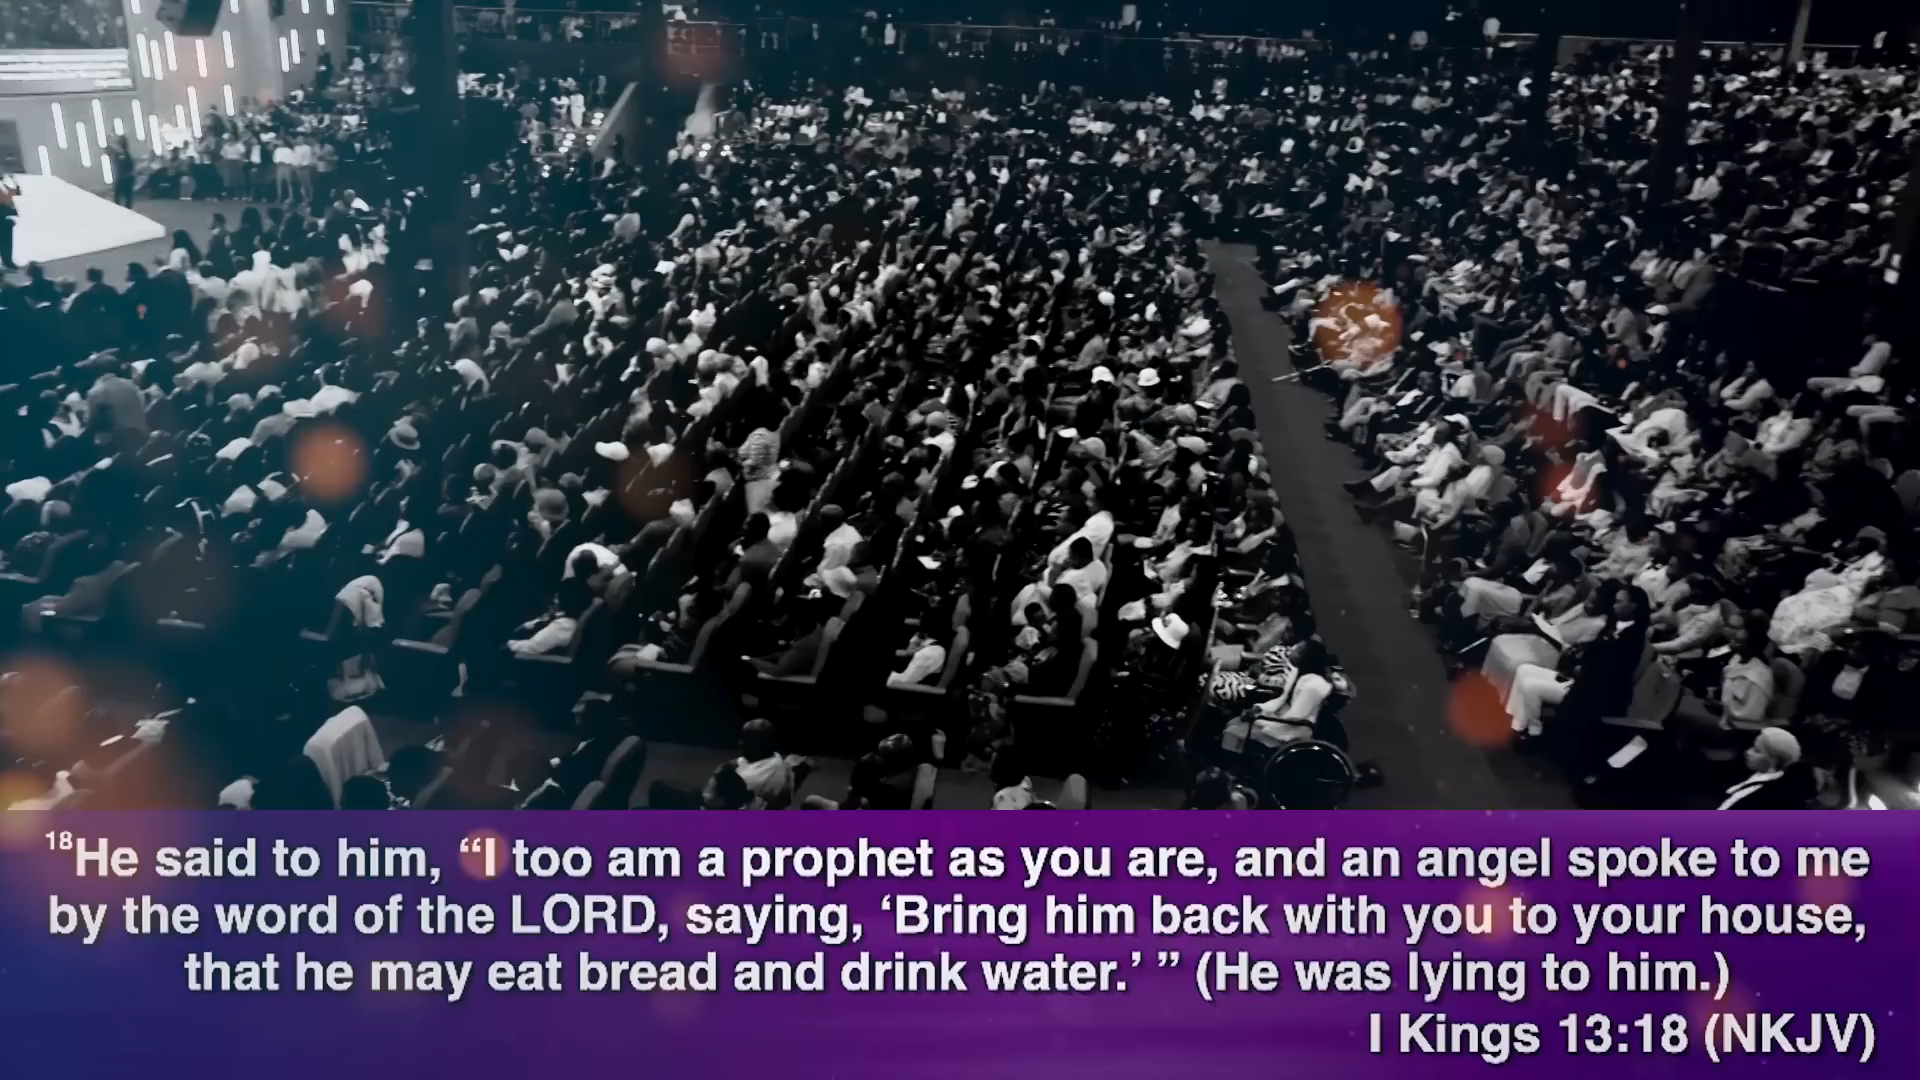 ¹⁸He said to him, “I too am a prophet as you are, and an angel spoke to me
by the word of the LORD, saying, ‘Bring him back with you to your house,
that he may eat bread and drink water.’ ” (He was lying to him.)
I Kings 13:18 (NKJV)